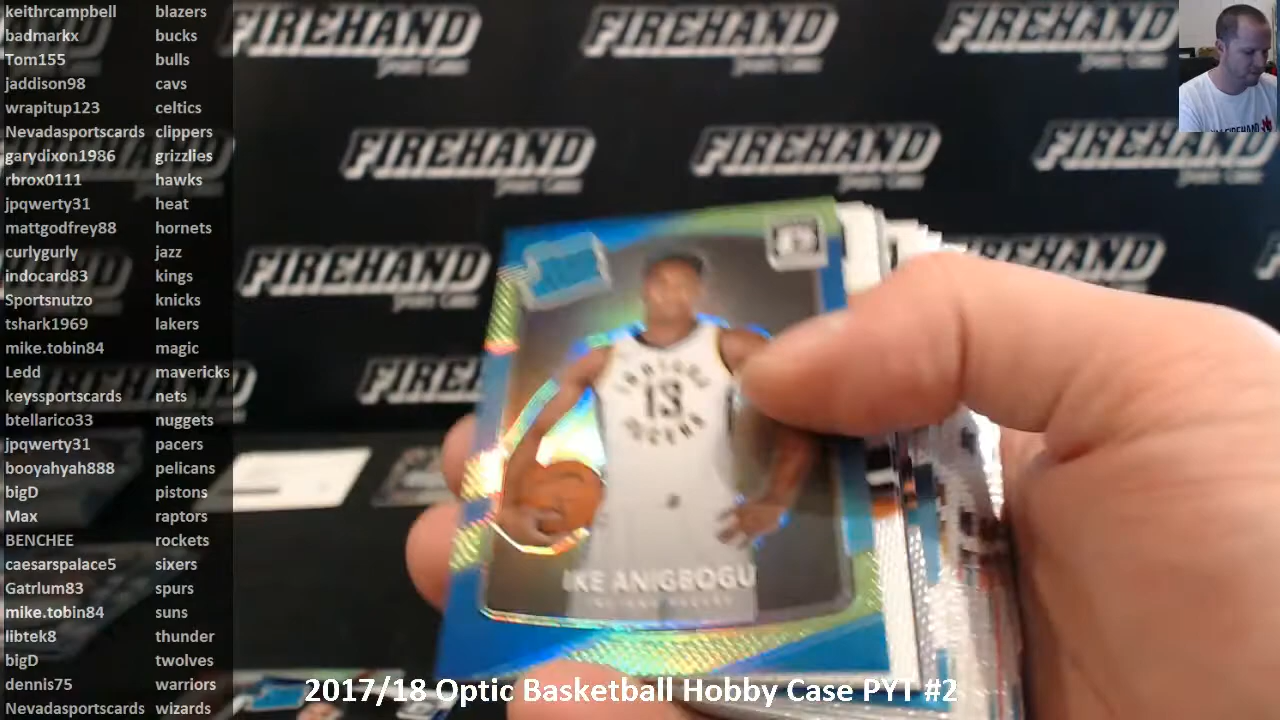 keithrcampbell blazers
badmarkx bucks
Tom155 bulls
jaddison98 cavs
wrapitup123 celtics
Nevadasportscards clippers
garydixon1986 grizzlies
rbrox0111 hawks
jpqwerty31 heat
mattgodfrey88 hornets
curlygurly jazz
indocard83 kings
Sportsnutzo knicks
tshark1969 lakers
mike.tobin84 magic
Ledd mavericks
keyssportscards nets
btellarico33 nuggets
jpqwerty31 pacers
booyahyah888 pelicans
bigD pistons
Max raptors
BENCHEE rockets
caesarspalace5 sixers
Gatrlum83 spurs
mike.tobin84 suns
libtek8 thunder
bigD twolves
dennis75 warriors
Nevadasportscards wizards
FIREHAND FIREHAND FIREHAND
FIREHAND FIREHAND FIREHAND
FIREHAND FIREHAND
FIREHAND
INDIANA
13
PACERS
IKE ANIGBOGU
2017/18 Optic Basketball Hobby Case PYT #2